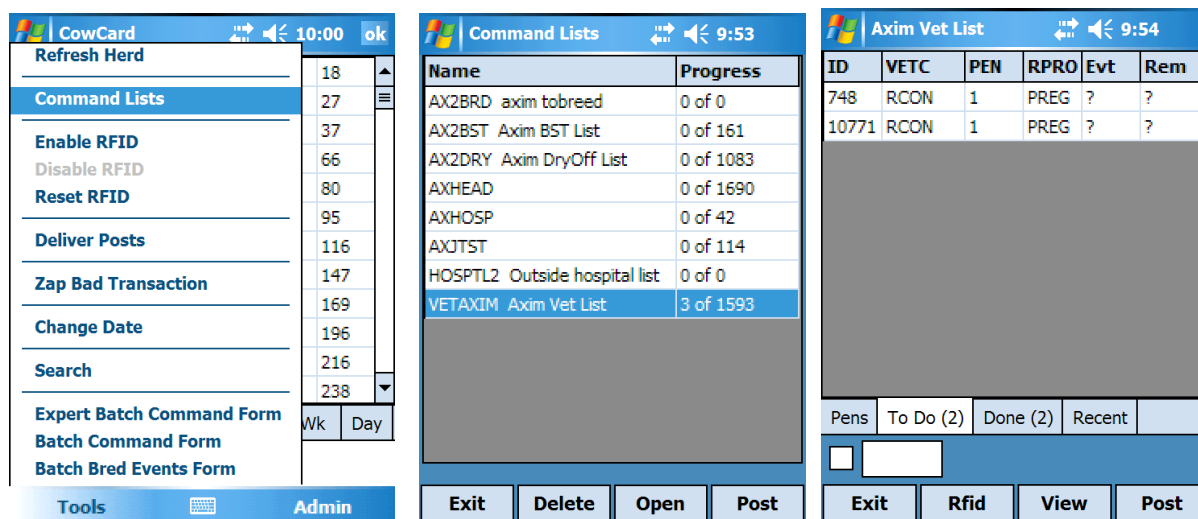 CowCard 10:00 ok
Refresh Herd
Command Lists
Enable RFID
Disable RFID
Reset RFID
Deliver Posts
Zap Bad Transaction
Change Date
Search
Expert Batch Command Form
Batch Command Form
Batch Bred Events Form
18
27
37
66
80
95
116
147
169
196
216
238
Wk Day
Tools Admin
Command Lists 9:53
Name Progress
AX2BRD axim tobreed 0 of 0
AX2BST Axim BST List 0 of 161
AX2DRY Axim DryOff List 0 of 1083
AXHEAD 0 of 1690
AXHOSP 0 of 42
AXJTST 0 of 114
HOSPTL2 Outside hospital list 0 of 0
VETAXIM Axim Vet List 3 of 1593
Exit Delete Open Post
Axim Vet List 9:54
ID VETC PEN RPRO Evt Rem
748 RCON 1 PREG ? ?
10771 RCON 1 PREG ? ?
Pens To Do (2) Done (2) Recent
Exit Rfid View Post